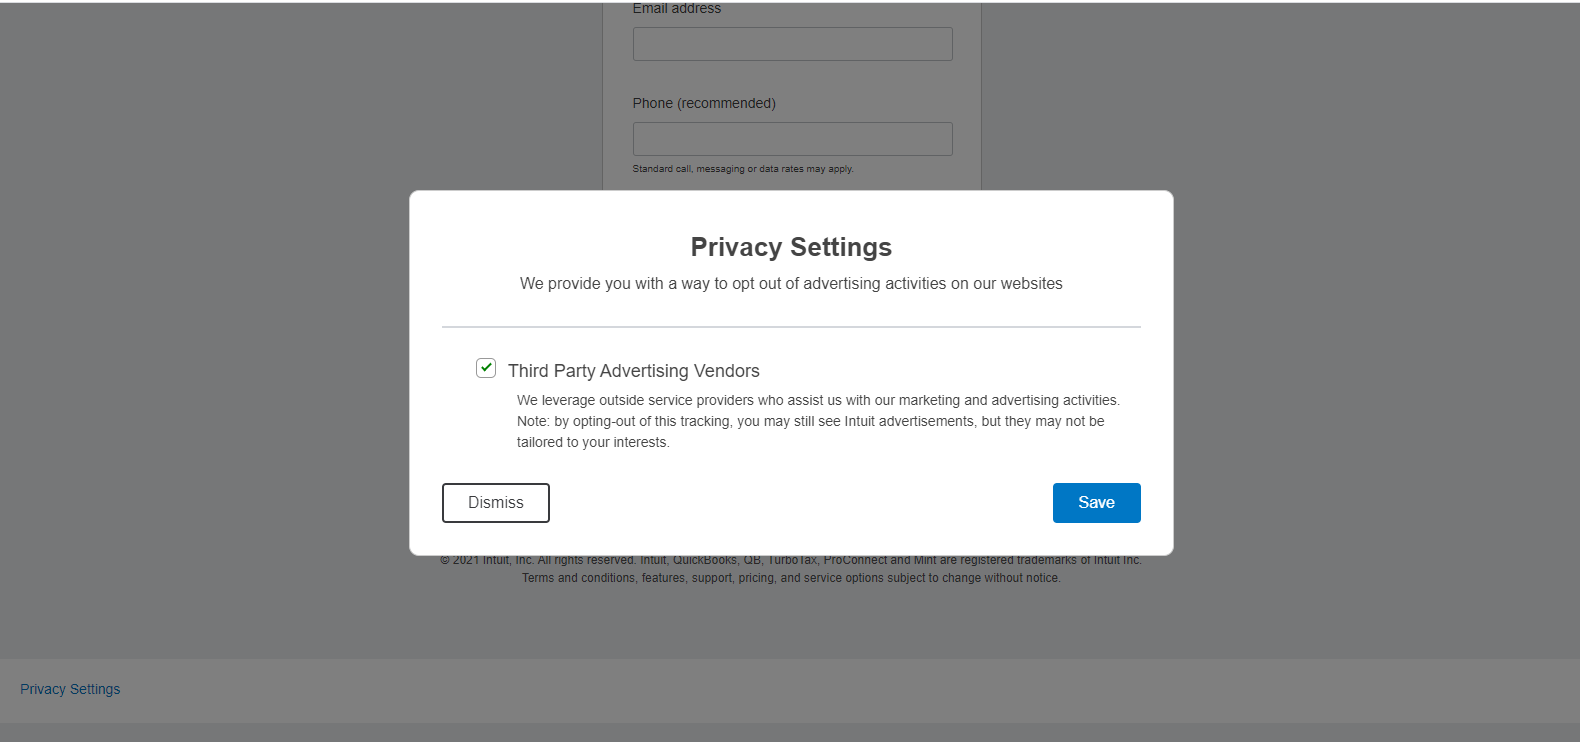 Email address
Phone (recommended)
Standard call, messaging or data rates may apply.
Privacy Settings
We provide you with a way to opt out of advertising activities on our websites
Third Party Advertising Vendors
We leverage outside service providers who assist us with our marketing and advertising activities.
Note: by opting-out of this tracking, you may still see Intuit advertisements, but they may not be
tailored to your interests.
Dismiss
Save
© 2021 Intuit, Inc. All rights reserved. Intuit, QuickBooks, QB, TurboTax, ProConnect and Mint are registered trademarks of Intuit Inc.
Terms and conditions, features, support, pricing, and service options subject to change without notice.
Privacy Settings